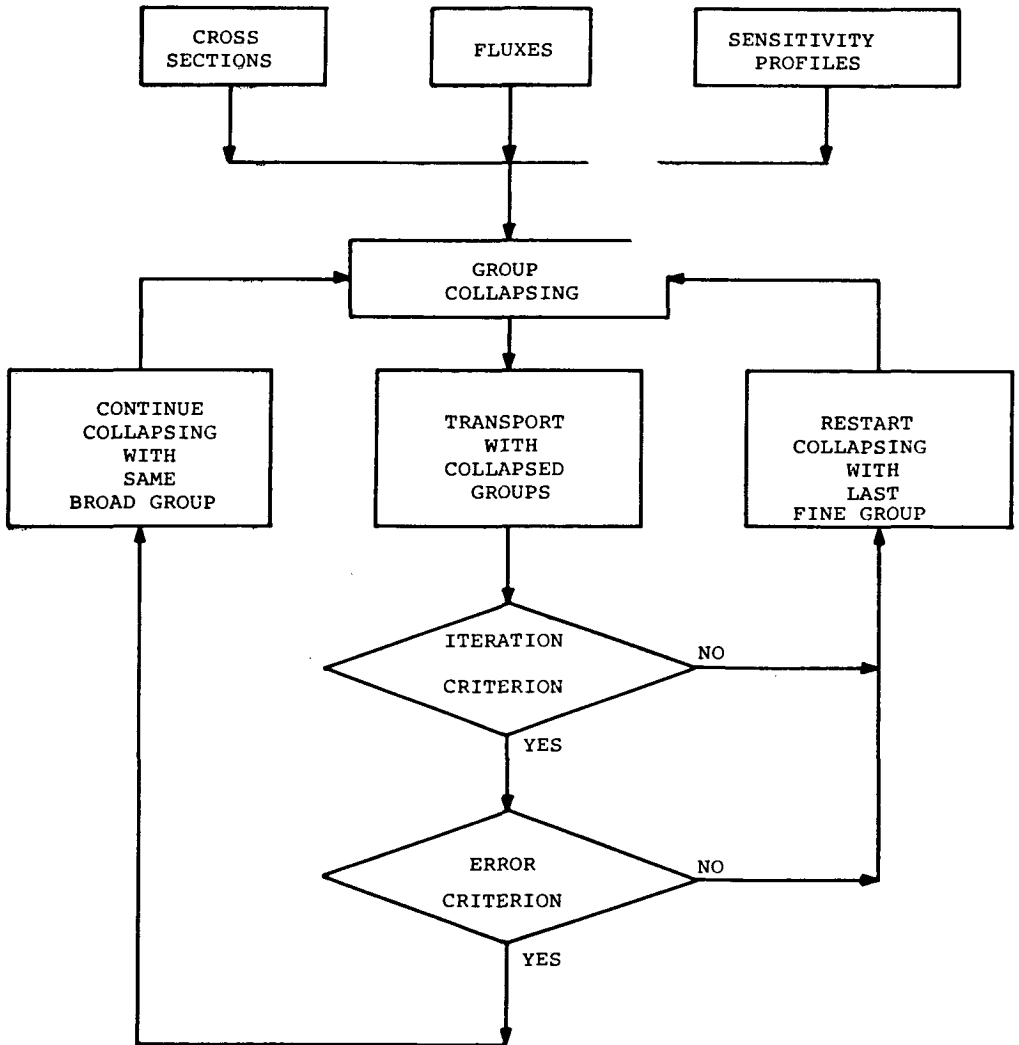 CROSS
SECTIONS
FLUXES
SENSITIVITY
PROFILES
GROUP
COLLAPSING
CONTINUE
COLLAPSING
WITH
SAME
BROAD GROUP
TRANSPORT
WITH
COLLAPSED
GROUPS
RESTART
COLLAPSING
WITH
LAST
FINE GROUP
ITERATION
CRITERION
NO
YES
ERROR
CRITERION
NO
YES